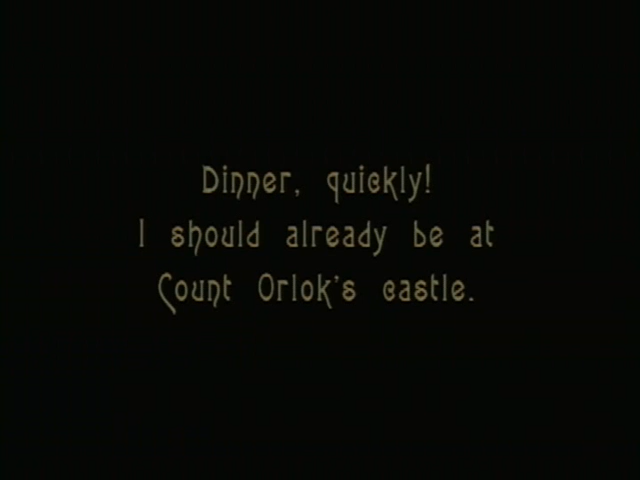 Dinner, quickly!
I should already be at
Count Orlok's castle.